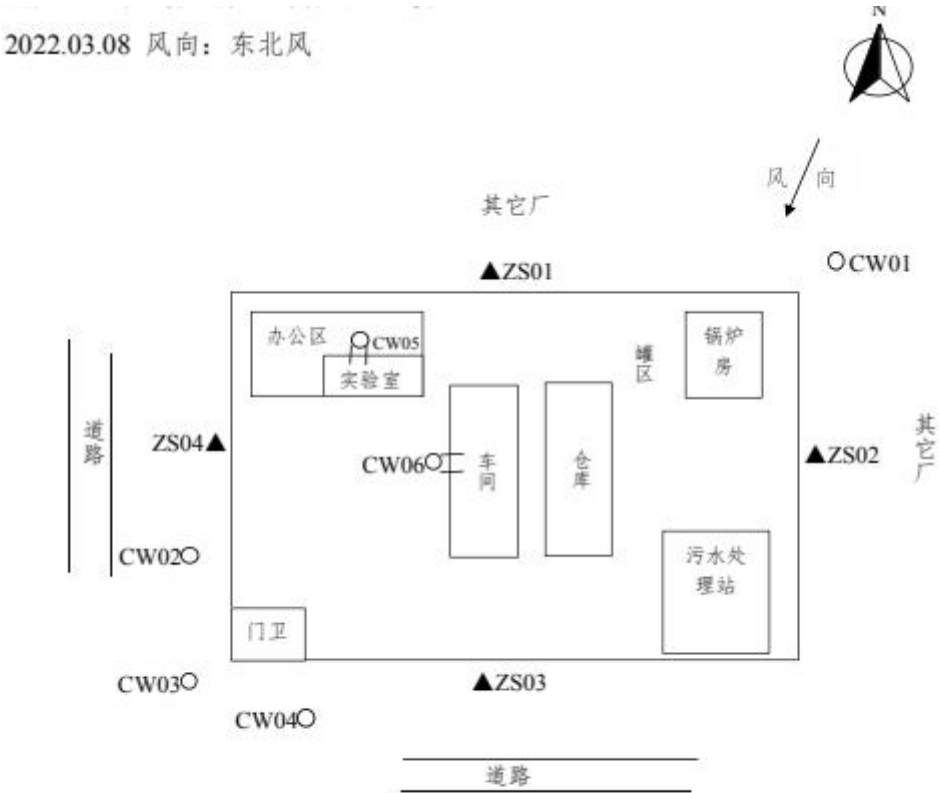 2022.03.08 风向：东北风
N
风 向
其它厂
CW01
ZS01
办公区
CW05
实验室
罐区
锅炉房
道路
ZS04
CW06
车间
仓库
ZS02
其它厂
CW02
污水处理站
门卫
CW03
ZS03
CW04
道路